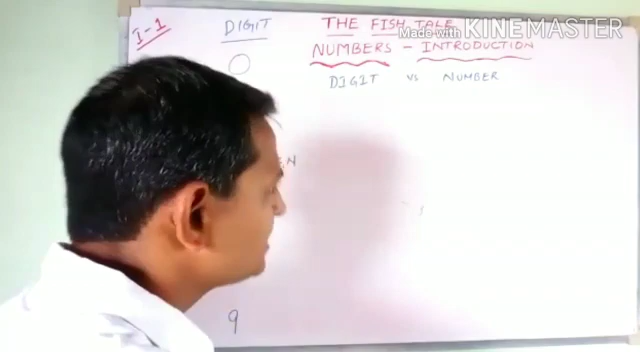 I-1
DIGIT
THE FISH TALE
Made with KINEMASTER
NUMBERS - INTRODUCTION
0
DIGIT VS NUMBER
9